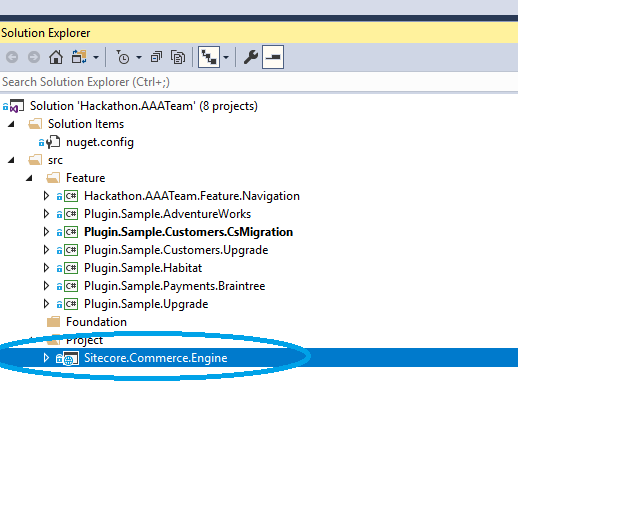 Solution Explorer
Search Solution Explorer (Ctrl+;)
Solution 'Hackathon.AAATeam' (8 projects)
Solution Items
nuget.config
src
Feature
C# Hackathon.AAATeam.Feature.Navigation
C# Plugin.Sample.AdventureWorks
C# Plugin.Sample.Customers.CsMigration
C# Plugin.Sample.Customers.Upgrade
C# Plugin.Sample.Habitat
C# Plugin.Sample.Payments.Braintree
C# Plugin.Sample.Upgrade
Foundation
Project
Sitecore.Commerce.Engine